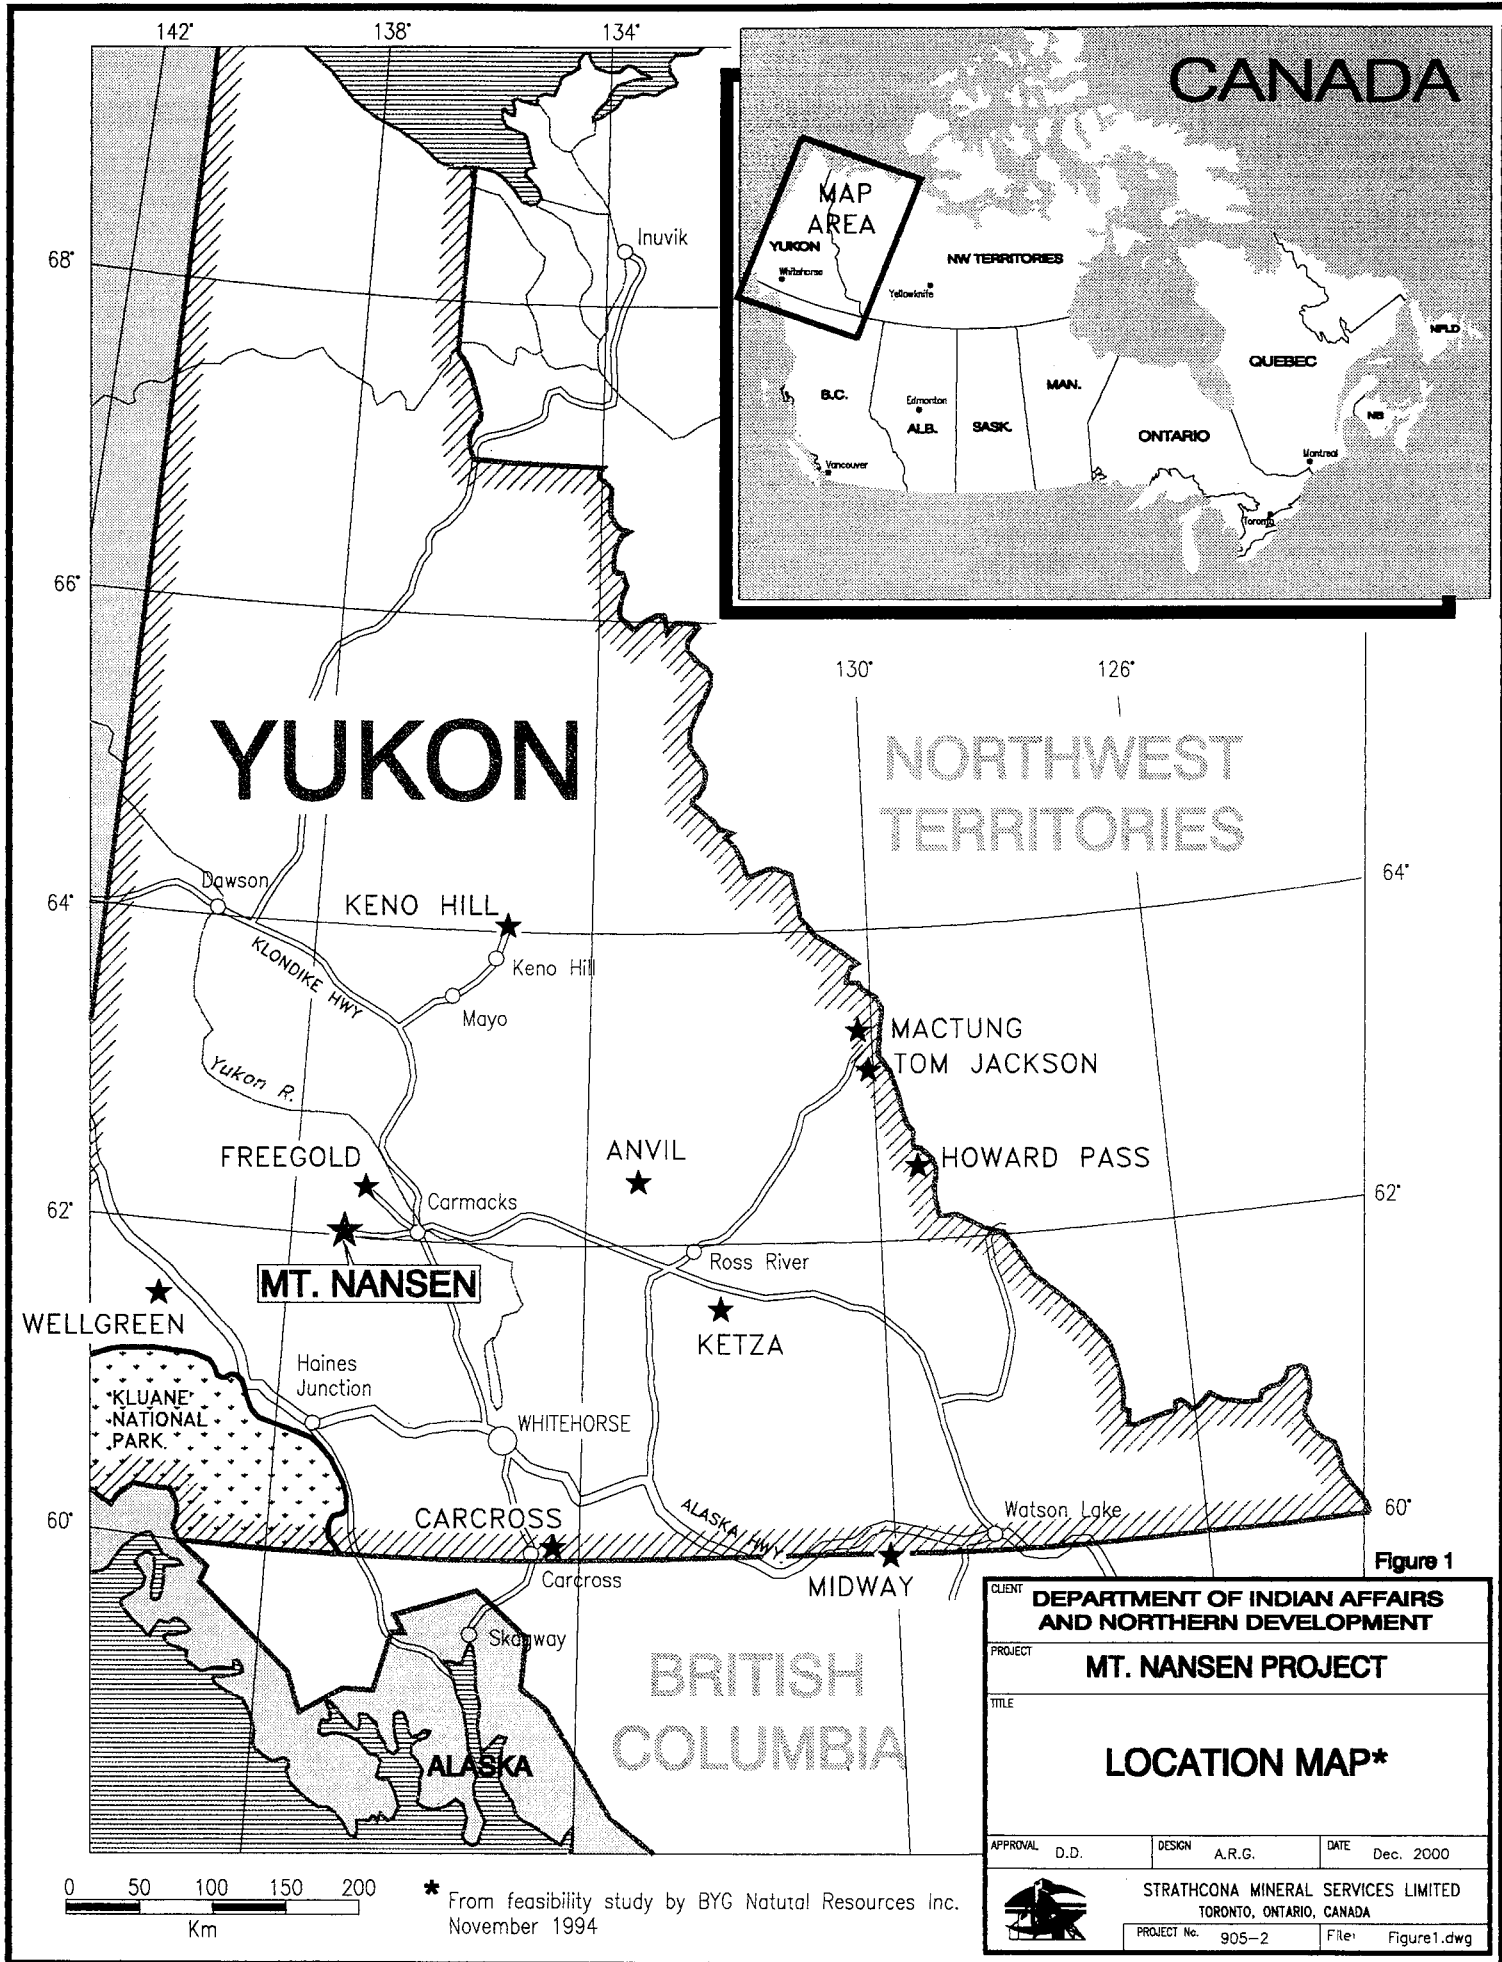 142°
138°
134°
CANADA
MAP
AREA
YUKON
Whitehorse
NW TERRITORIES
Yellowknife
NFLD
QUEBEC
B.C.
Edmonton
ALB.
SASK.
MAN.
ONTARIO
NB
Vancouver
Montreal
Toronto
Inuvik
68°
66°
130°
126°
YUKON
NORTHWEST
TERRITORIES
64°
64°
Dawson
KENO HILL
KLONDIKE HWY
Keno Hill
Mayo
MACTUNG
TOM JACKSON
Yukon R.
FREEGOLD
ANVIL
HOWARD PASS
Carmacks
62°
62°
Ross River
MT. NANSEN
WELLGREEN
KETZA
Haines
Junction
KLUANE
NATIONAL
PARK.
WHITEHORSE
CARCROSS
ALASKA HWY.
Watson Lake
60°
60°
Carcross
MIDWAY
Skagway
BRITISH
COLUMBIA
ALASKA
Figure 1
CLIENT
DEPARTMENT OF INDIAN AFFAIRS
AND NORTHERN DEVELOPMENT
PROJECT
MT. NANSEN PROJECT
TITLE
LOCATION MAP*
APPROVAL D.D.
DESIGN A.R.G.
DATE Dec. 2000
STRATHCONA MINERAL SERVICES LIMITED
TORONTO, ONTARIO, CANADA
PROJECT No. 905-2
File: Figure1.dwg
0 50 100 150 200
Km
* From feasibility study by BYG Natural Resources Inc.
November 1994